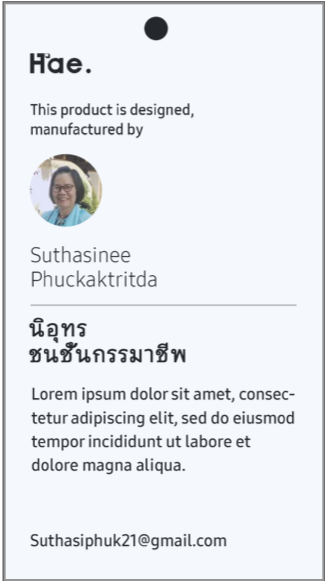 Hae.
This product is designed,
manufactured by
Suthasinee
Phuckaktritda
นิอุทร
ชนชันกรรมาชีพ
Lorem ipsum dolor sit amet, consec-
tetur adipiscing elit, sed do eiusmod
tempor incididunt ut labore et
dolore magna aliqua.
Suthasiphuk21@gmail.com